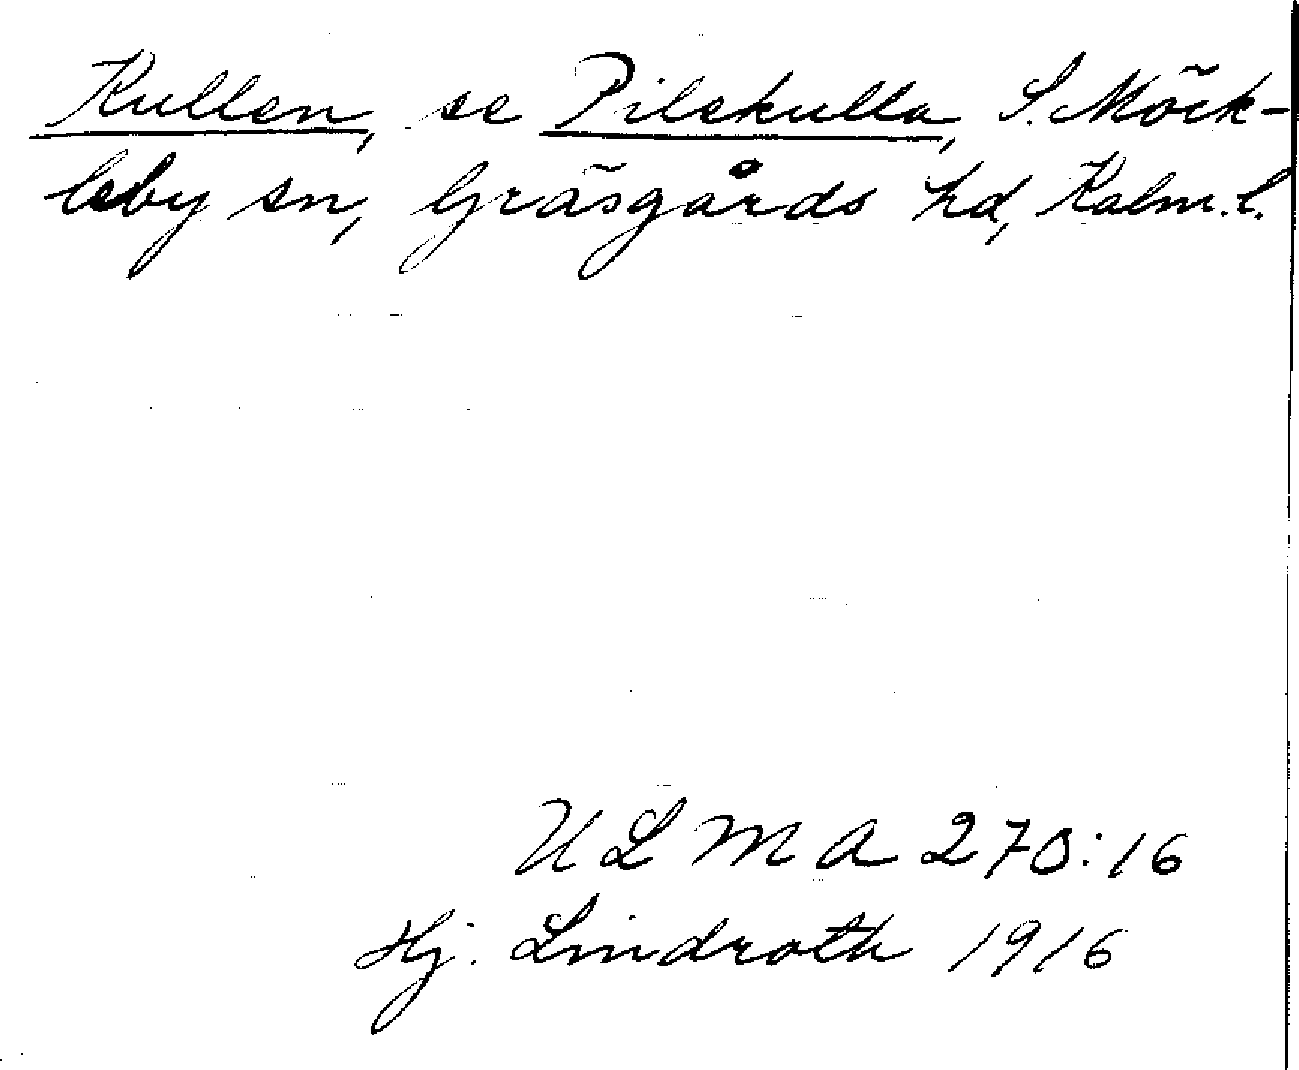 Kullen, se Pilekulla, S. Möck-
leby sn, Gräsgårds hd, Kalm. l.
ULMA 270:16
Hj. Lindroth 1916